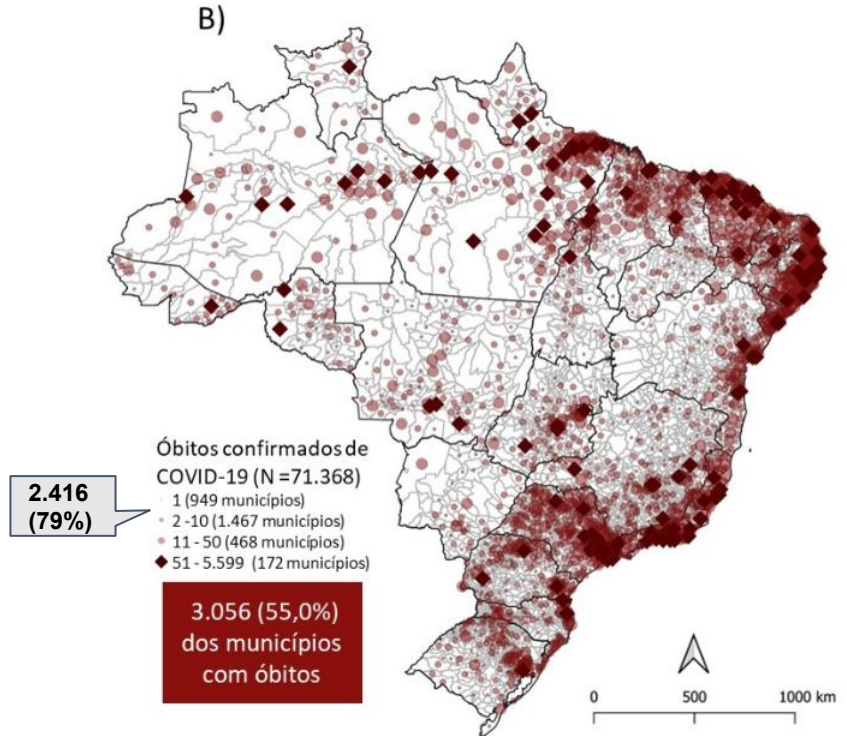 B)
Óbitos confirmados de
COVID-19 (N =71.368)
1 (949 municípios)
2 -10 (1.467 municípios)
11 - 50 (468 municípios)
51 - 5.599 (172 municípios)
2.416
(79%)
3.056 (55,0%)
dos municípios
com óbitos
0 500 1000 km